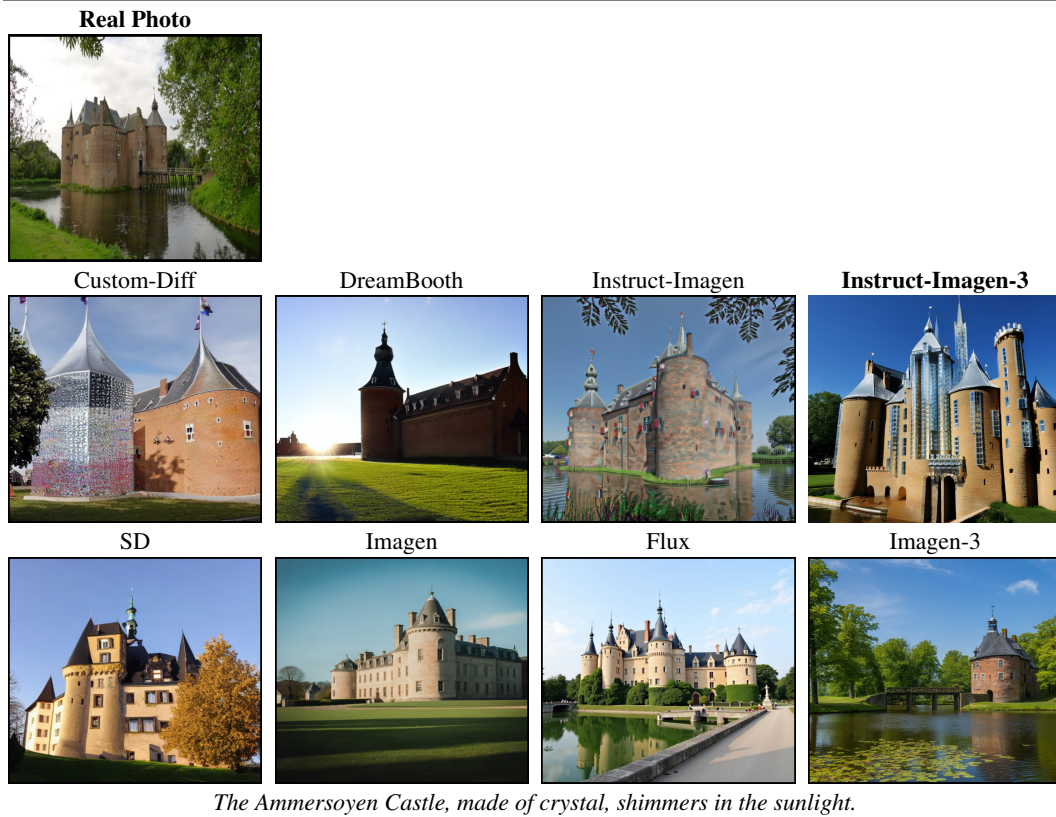 Real Photo
Custom-Diff
DreamBooth
Instruct-Imagen
Instruct-Imagen-3
SD
Imagen
Flux
Imagen-3
The Ammersoyen Castle, made of crystal, shimmers in the sunlight.